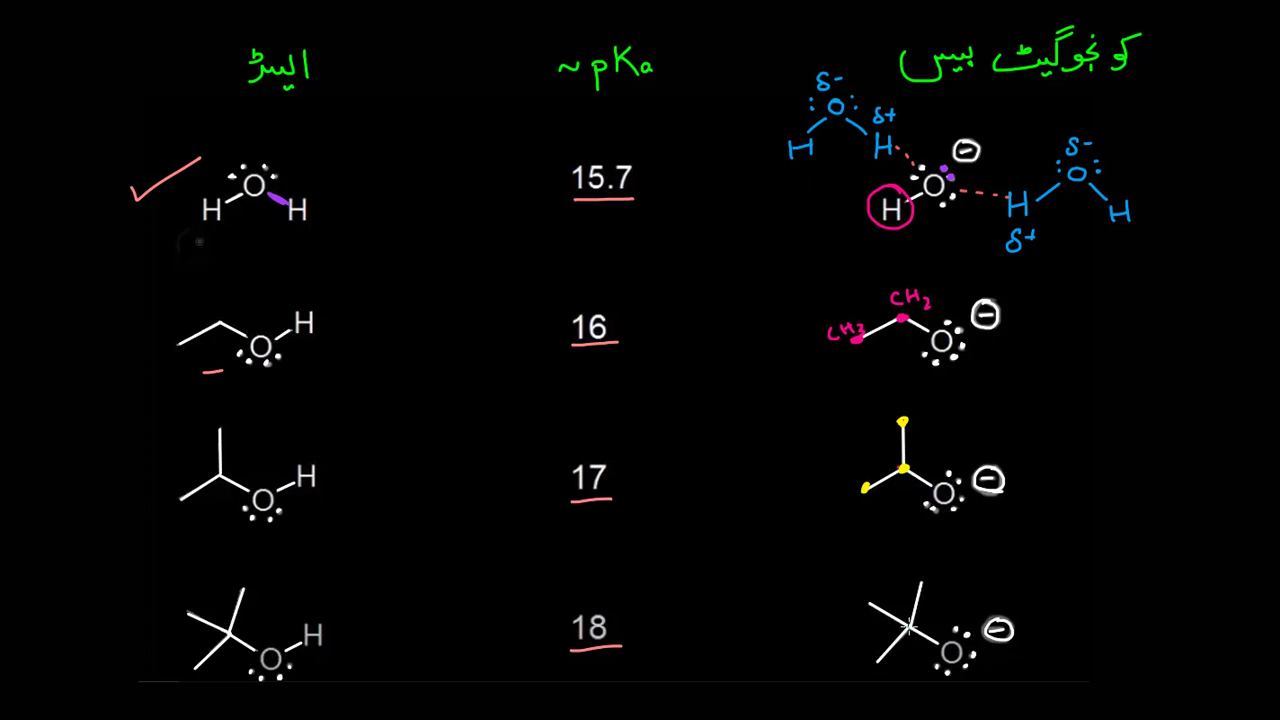 ایسڈ ~pKa کونجوگیٹ بیس
H O H 15.7 δ- O H H δ+ H O - H δ- O H δ+
O H 16 CH3 CH2 O -
O H 17 O -
O H 18 O -